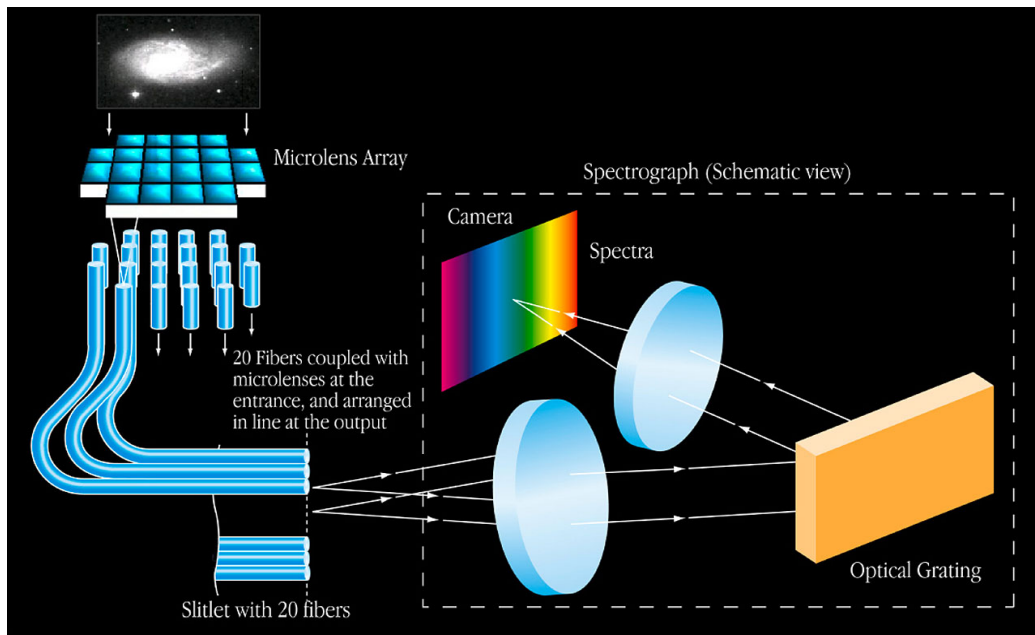 Microlens Array
Spectrograph (Schematic view)
Camera
Spectra
20 Fibers coupled with
microlenses at the
entrance, and arranged
in line at the output
Optical Grating
Slitlet with 20 fibers